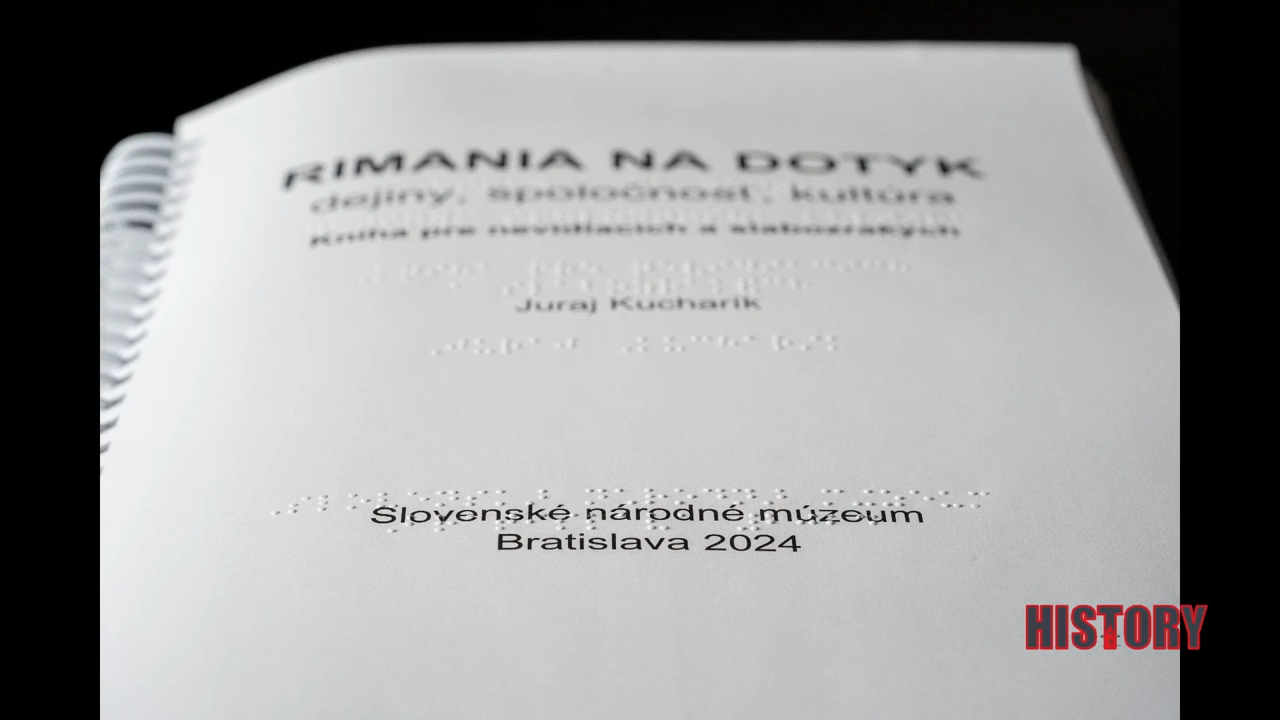 RIMANIA NA DOTYK
dejiny, spoločnosť, kultúra
Kniha pre nevidiacich a slabozrakých
Juraj Kucharík
Slovenské národné múzeum
Bratislava 2024
HISTORY